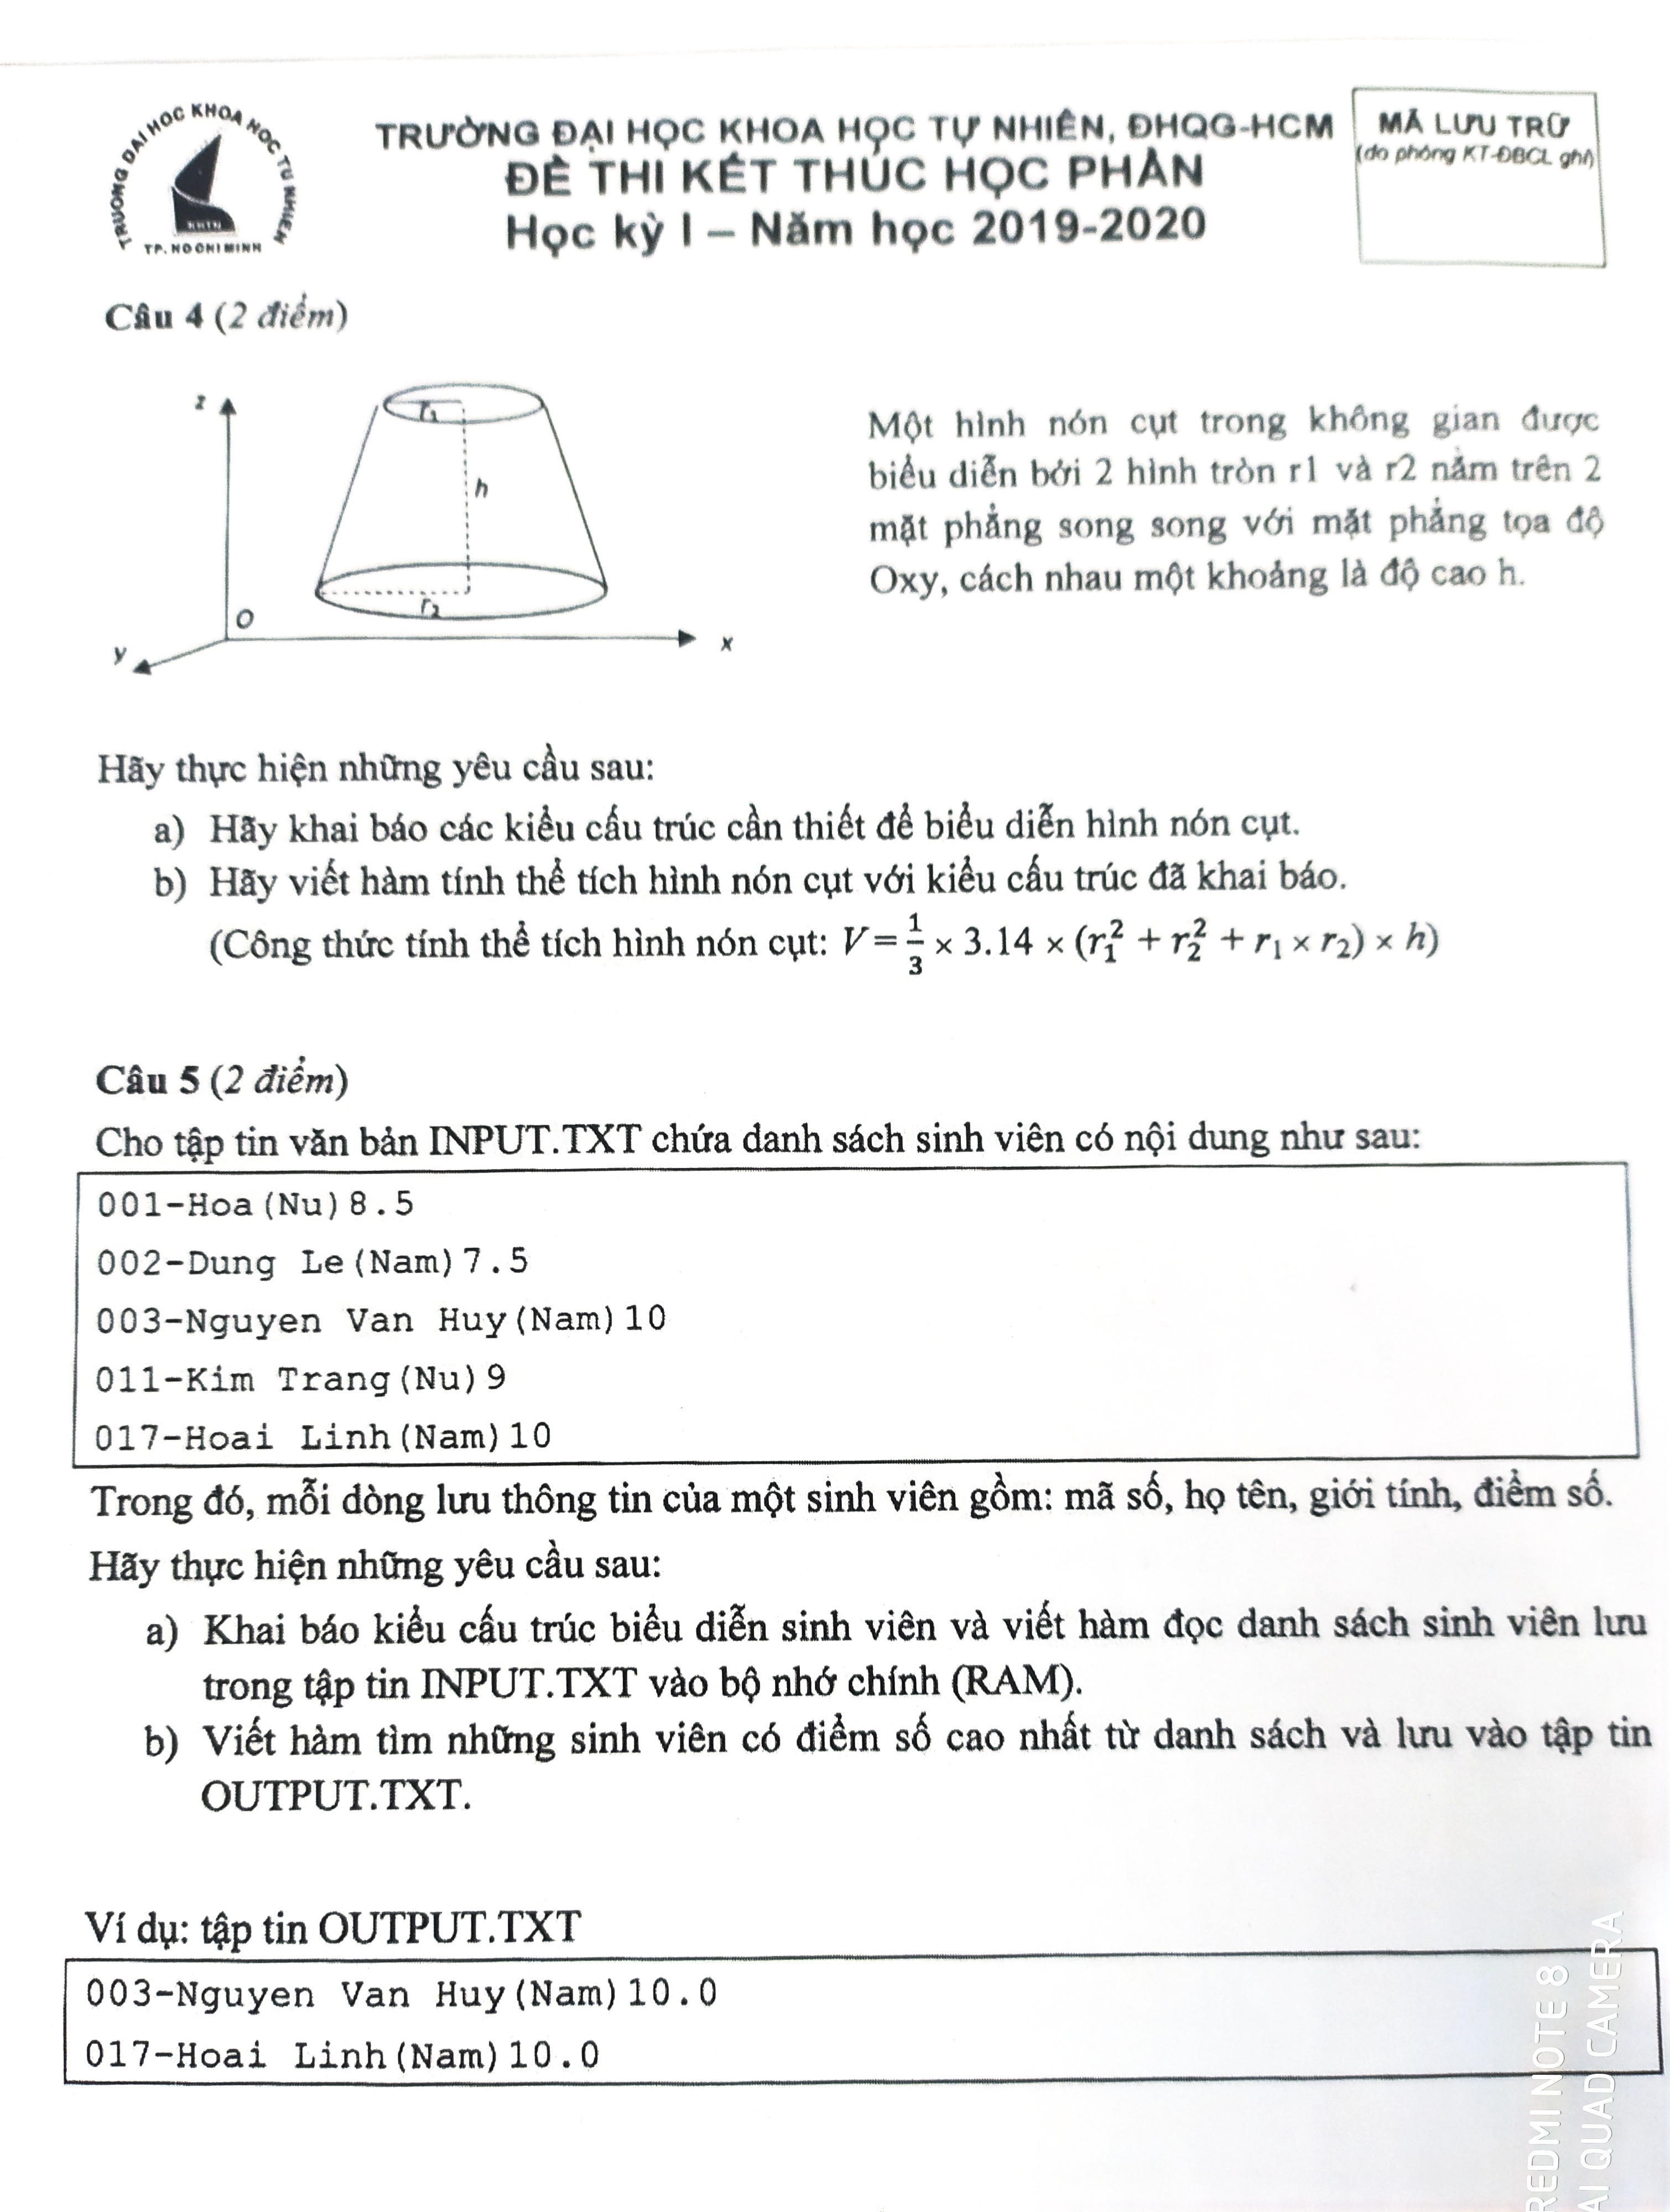 TRƯỜNG ĐẠI HỌC KHOA HỌC TỰ NHIÊN
TP. HỒ CHÍ MINH
TRƯỜNG ĐẠI HỌC KHOA HỌC TỰ NHIÊN, ĐHQG-HCM
ĐỀ THI KẾT THÚC HỌC PHẦN
Học kỳ I – Năm học 2019-2020
MÃ LƯU TRỮ
(do phòng KT-ĐBCL ghi)
Câu 4 (2 điểm)
z
r₁
h
r₂
O
y
x
Một hình nón cụt trong không gian được
biểu diễn bởi 2 hình tròn r1 và r2 nằm trên 2
mặt phẳng song song với mặt phẳng tọa độ
Oxy, cách nhau một khoảng là độ cao h.
Hãy thực hiện những yêu cầu sau:
a) Hãy khai báo các kiểu cấu trúc cần thiết để biểu diễn hình nón cụt.
b) Hãy viết hàm tính thể tích hình nón cụt với kiểu cấu trúc đã khai báo.
(Công thức tính thể tích hình nón cụt: V = 1/3 × 3.14 × (r₁² + r₂² + r₁ × r₂) × h)
Câu 5 (2 điểm)
Cho tập tin văn bản INPUT.TXT chứa danh sách sinh viên có nội dung như sau:
001-Hoa(Nu)8.5
002-Dung Le(Nam)7.5
003-Nguyen Van Huy(Nam)10
011-Kim Trang(Nu)9
017-Hoai Linh(Nam)10
Trong đó, mỗi dòng lưu thông tin của một sinh viên gồm: mã số, họ tên, giới tính, điểm số.
Hãy thực hiện những yêu cầu sau:
a) Khai báo kiểu cấu trúc biểu diễn sinh viên và viết hàm đọc danh sách sinh viên lưu
trong tập tin INPUT.TXT vào bộ nhớ chính (RAM).
b) Viết hàm tìm những sinh viên có điểm số cao nhất từ danh sách và lưu vào tập tin
OUTPUT.TXT.
Ví dụ: tập tin OUTPUT.TXT
003-Nguyen Van Huy(Nam)10.0
017-Hoai Linh(Nam)10.0
REDMI NOTE 8
AI QUAD CAMERA